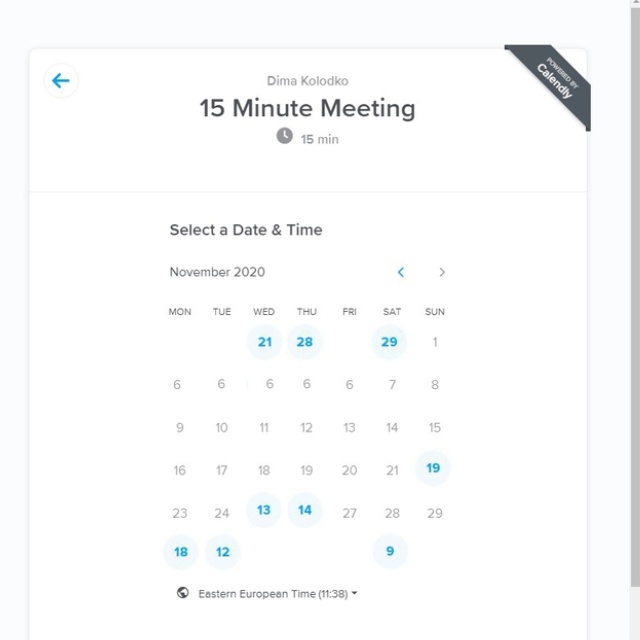 POWERED BY
Calendly
Dima Kolodko
15 Minute Meeting
15 min
Select a Date & Time
November 2020
MON TUE WED THU FRI SAT SUN
21 28 29 1
6 6 6 6 6 7 8
9 10 11 12 13 14 15
16 17 18 19 20 21 19
23 24 13 14 27 28 29
18 12 9
Eastern European Time (11:38)